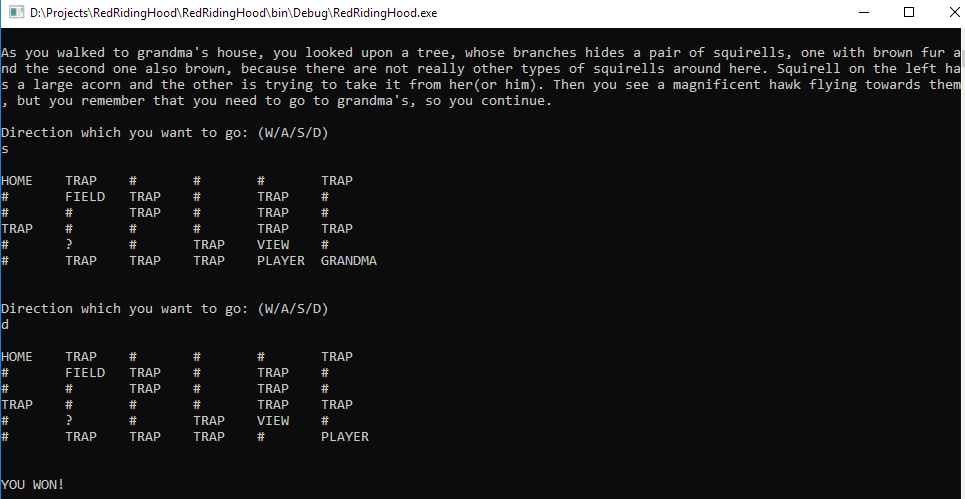 D:\Projects\RedRidingHood\RedRidingHood\bin\Debug\RedRidingHood.exe
As you walked to grandma's house, you looked upon a tree, whose branches hides a pair of squirells, one with brown fur a
nd the second one also brown, because there are not really other types of squirells around here. Squirell on the left ha
s a large acorn and the other is trying to take it from her(or him). Then you see a magnificent hawk flying towards them
, but you remember that you need to go to grandma's, so you continue.
Direction which you want to go: (W/A/S/D)
s
HOME TRAP # # # TRAP
# FIELD TRAP # TRAP #
# # TRAP # TRAP #
TRAP # # # TRAP TRAP
# ? # TRAP VIEW #
# TRAP TRAP TRAP PLAYER GRANDMA
Direction which you want to go: (W/A/S/D)
d
HOME TRAP # # # TRAP
# FIELD TRAP # TRAP #
# # TRAP # TRAP #
TRAP # # # TRAP TRAP
# ? # TRAP VIEW #
# TRAP TRAP TRAP # PLAYER
YOU WON!